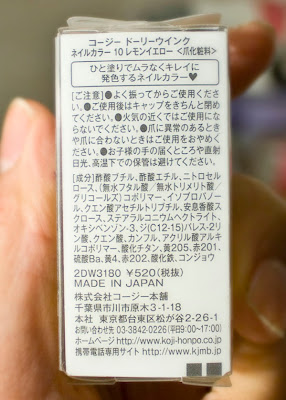 コージー ドーリーウインク
ネイルカラー 10 レモンイエロー <爪化粧料>
ひと塗りでムラなくキレイに
発色するネイルカラー♥
[ご注意]●よく振ってからご使用くださ
い。●ご使用後はキャップをきちんと閉め
てください。●火気の近くではご使用にな
らないでください。●爪に異常のあるとき
や爪に合わないときはご使用をおやめくだ
さい。●お子様の手の届くところや直射
日光、高温下での保管は避けてください。
[成分]酢酸ブチル、酢酸エチル、ニトロセル
ロース、(無水フタル酸／無水トリメリト酸／
グリコールズ)コポリマー、イソプロパノー
ル、クエン酸アセチルトリブチル、安息香酸ス
クロース、ステアラルコニウムヘクトライト、
オキシベンゾン-3、ジ(C12-15)パレス-2リン
酸、クエン酸、カンフル、アクリル酸アルキ
ルコポリマー、酸化チタン、黄205、赤201、
硫酸Ba、黄4、赤202、酸化鉄、コンジョウ
2DW3180 ¥520(税抜)
MADE IN JAPAN
株式会社コージー本舗
千葉県市川市原木3-1-18
本社 東京都台東区松が谷2-26-1
お問い合わせ先 03-3842-0226(平日9:00~17:00)
ホームページ http://www.koji-honpo.co.jp
携帯電話専用サイト http://www.kjmb.jp